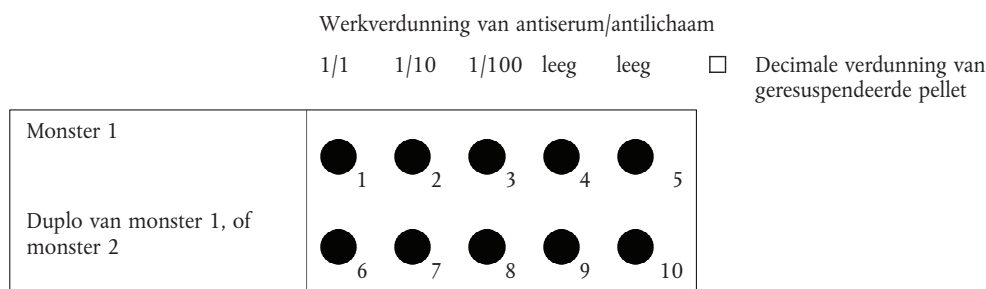 Werkverdunning van antiserum/antilichaam
1/1 1/10 1/100 leeg leeg □ Decimale verdunning van
geresuspendeerde pellet
Monster 1
1 2 3 4 5
Duplo van monster 1, of
monster 2
6 7 8 9 10